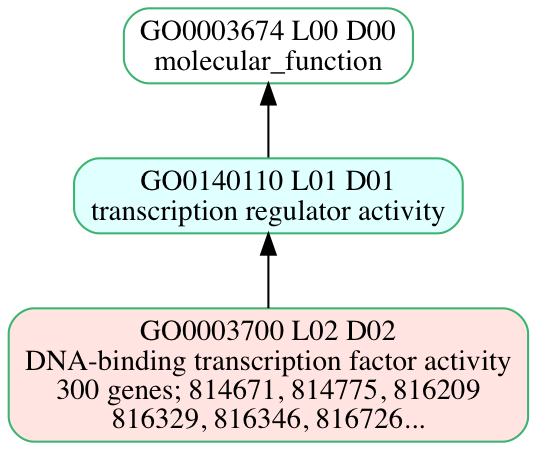 GO0003674 L00 D00
molecular_function
GO0140110 L01 D01
transcription regulator activity
GO0003700 L02 D02
DNA-binding transcription factor activity
300 genes; 814671, 814775, 816209
816329, 816346, 816726...